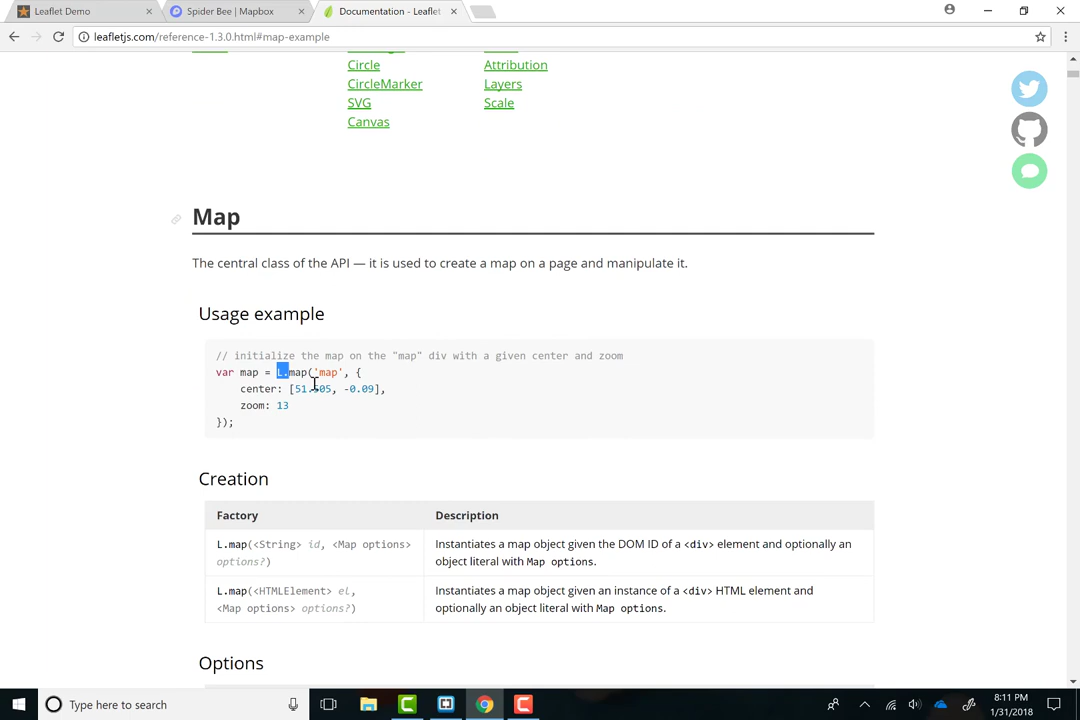 Leaflet Demo
Spider Bee | Mapbox
Documentation - Leaflet
leafletjs.com/reference-1.3.0.html#map-example
Circle
CircleMarker
SVG
Canvas
Attribution
Layers
Scale
Map
The central class of the API — it is used to create a map on a page and manipulate it.
Usage example
// initialize the map on the "map" div with a given center and zoom
var map = L.map('map', {
center: [51.505, -0.09],
zoom: 13
});
Creation
Factory Description
L.map(<String> id, <Map options>
options?)
Instantiates a map object given the DOM ID of a <div> element and optionally an
object literal with Map options.
L.map(<HTMLElement> el,
<Map options> options?)
Instantiates a map object given an instance of a <div> HTML element and
optionally an object literal with Map options.
Options
Type here to search
8:11 PM
1/31/2018